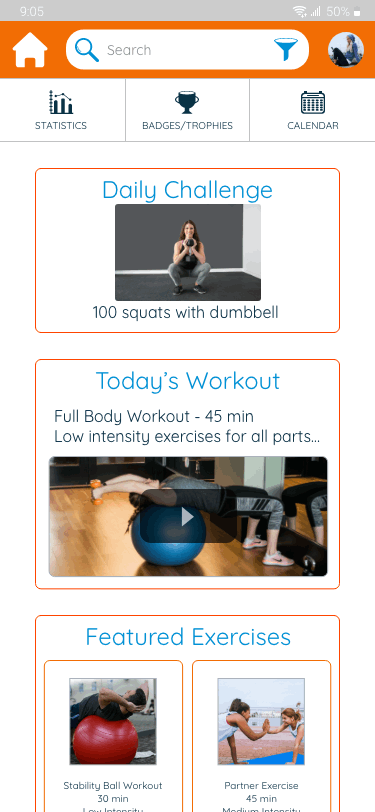 9:05
50%
Search
STATISTICS
BADGES/TROPHIES
CALENDAR
Daily Challenge
100 squats with dumbbell
Today's Workout
Full Body Workout - 45 min
Low intensity exercises for all parts...
Featured Exercises
Stability Ball Workout
30 min
Low Intensity
Partner Exercise
45 min
Medium Intensity